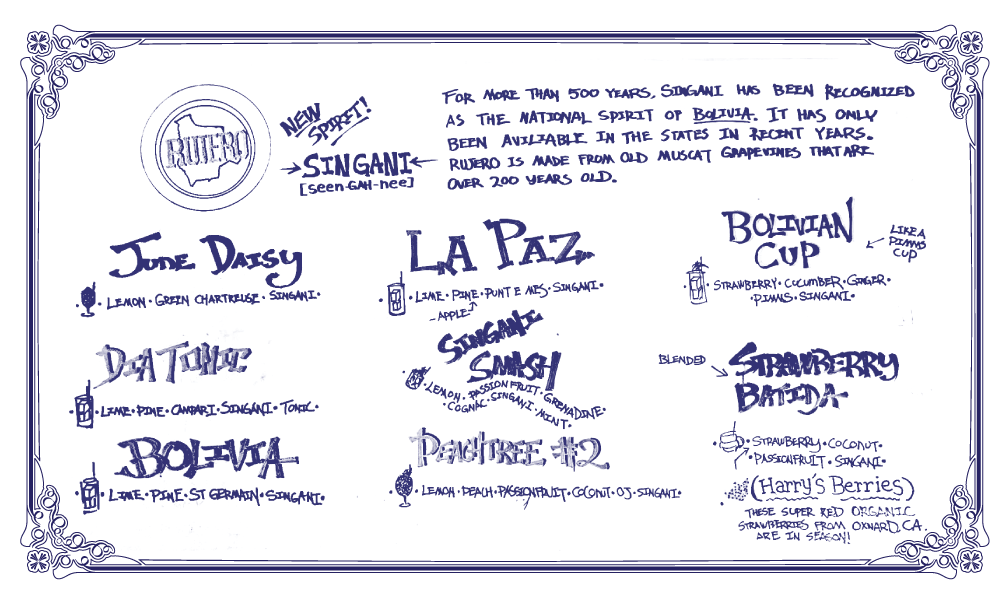 RUJERO
NEW
SPIRIT!
SINGANI
[seen-GAH-nee]
FOR MORE THAN 500 YEARS, SINGANI HAS BEEN RECOGNIZED
AS THE NATIONAL SPIRIT OF BOLIVIA. IT HAS ONLY
BEEN AVILIABLE IN THE STATES IN RECENT YEARS.
RUJERO IS MADE FROM OLD MUSCAT GRAPEVINES THAT ARE
OVER 200 YEARS OLD.
JUNE DAISY
• LEMON • GREEN CHARTREUSE • SINGANI •
LA PAZ
• LIME • PINE • PUNT E MES • SINGANI •
- APPLE
BOLIVIAN
CUP
LIKE A
PIMMS
CUP
STRAWBERRY • CUCUMBER • GINGER •
• PIMMS • SINGANI •
DIA TONIC
• LIME • PINE • CAMPARI • SINGANI • TONIC •
SINGANI
SMASH
• LEMON • PASSIONFRUIT • GRENADINE •
• COGNAC • SINGANI • MINT •
BLENDED
STRAWBERRY
BATIDA
• STRAWBERRY • COCONUT •
• PASSIONFRUIT • SINGANI •
(Harry's Berries)
THESE SUPER RED ORGANIC
STRAWBERRIES FROM OXNARD, CA.
ARE IN SEASON!
BOLIVIA
• LIME • PINE • ST GERMAIN • SINGANI •
PEACHTREE #2
• LEMON • PEACH • PASSIONFRUIT • COCONUT • OJ • SINGANI •